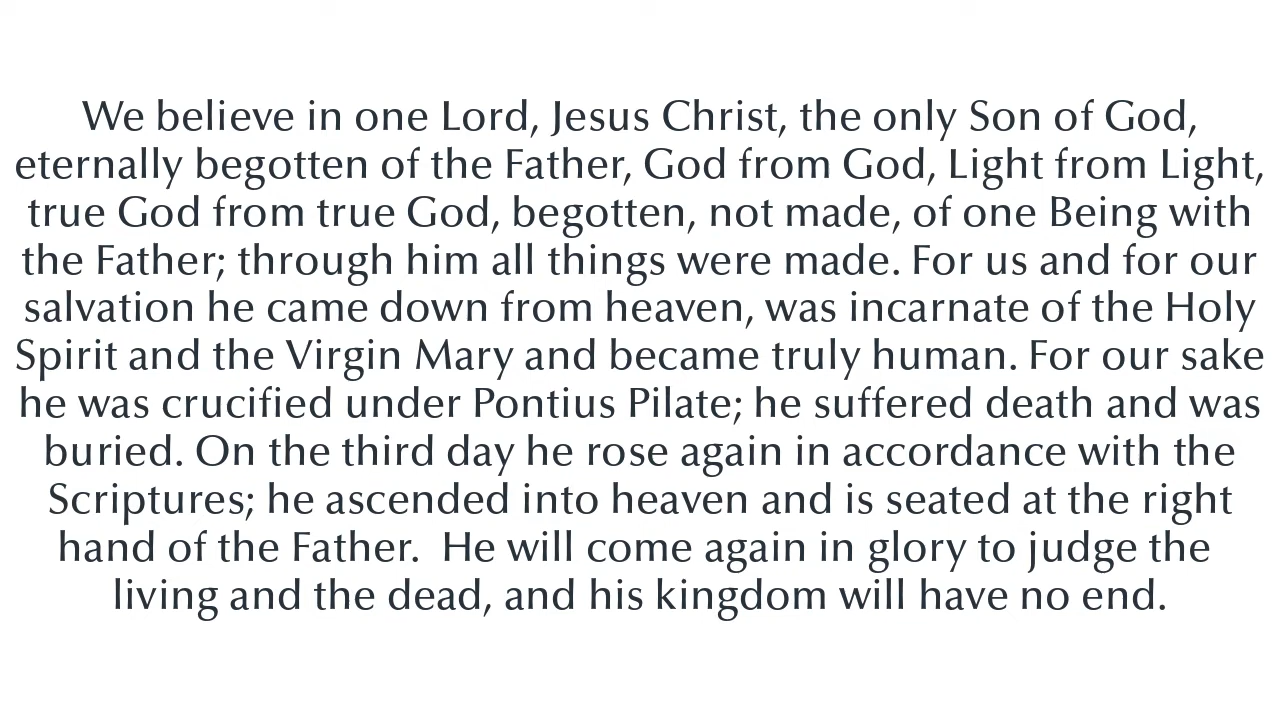 We believe in one Lord, Jesus Christ, the only Son of God,
eternally begotten of the Father, God from God, Light from Light,
true God from true God, begotten, not made, of one Being with
the Father; through him all things were made. For us and for our
salvation he came down from heaven, was incarnate of the Holy
Spirit and the Virgin Mary and became truly human. For our sake
he was crucified under Pontius Pilate; he suffered death and was
buried. On the third day he rose again in accordance with the
Scriptures; he ascended into heaven and is seated at the right
hand of the Father.  He will come again in glory to judge the
living and the dead, and his kingdom will have no end.